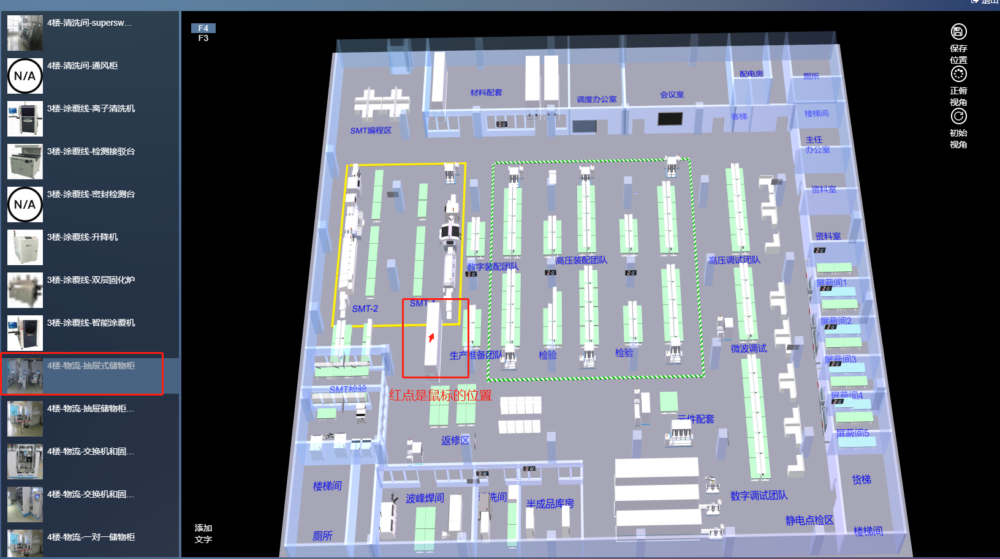 退出
4楼-清洗间-supersw...
4楼-清洗间-通风柜
3楼-涂覆线-离子清洗机
3楼-涂覆线-检测接驳台
3楼-涂覆线-密封检测台
3楼-涂覆线-升降机
3楼-涂覆线-双层固化炉
3楼-涂覆线-智能涂覆机
4楼-物流-抽屉式储物柜
4楼-物流-抽屉储物柜...
4楼-物流-交换机和固...
4楼-物流-交换机和固...
4楼-物流-一对一储物柜
N/A
N/A
F4
F3
保存
位置
正俯
视角
初始
视角
添加
文字
配电房
厕所
材料配套
调度办公室
会议室
客梯
楼梯间
SMT编程区
主任
办公室
资料室
资料室
数字装配团队
高压装配团队
高压调试团队
屏蔽间1
SMT-2
SMT-1
屏蔽间2
生产准备团队
检验
检验
微波调试
屏蔽间3
SMT检验
红点是鼠标的位置
屏蔽间4
元件配套
屏蔽间5
返修区
楼梯间
货梯
波峰焊间
洗间
半成品库房
数字调试团队
静电点检区
厕所
楼梯间